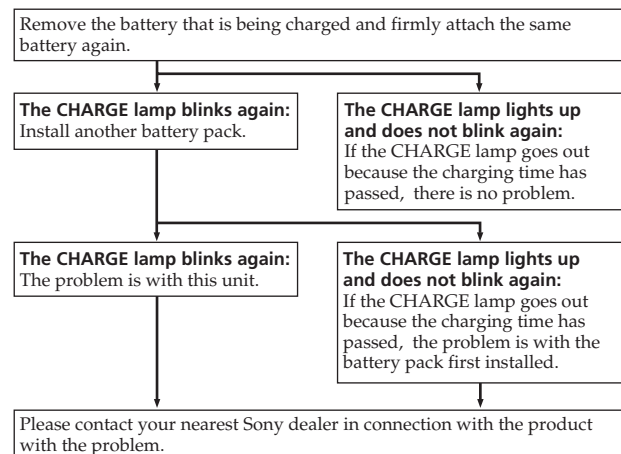 Remove the battery that is being charged and firmly attach the same
battery again.
The CHARGE lamp blinks again:
Install another battery pack.
The CHARGE lamp lights up
and does not blink again:
If the CHARGE lamp goes out
because the charging time has
passed, there is no problem.
The CHARGE lamp blinks again:
The problem is with this unit.
The CHARGE lamp lights up
and does not blink again:
If the CHARGE lamp goes out
because the charging time has
passed, the problem is with the
battery pack first installed.
Please contact your nearest Sony dealer in connection with the product
with the problem.